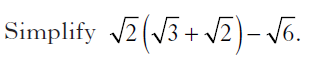 Simplify √2(√3 + √2) − √6.